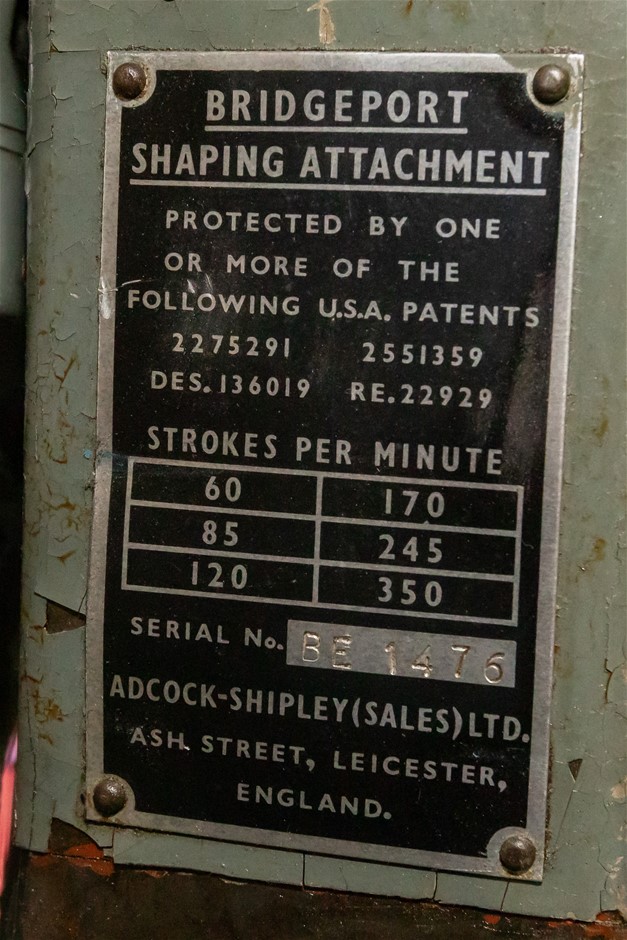 BRIDGEPORT
SHAPING ATTACHMENT
PROTECTED BY ONE
OR MORE OF THE
FOLLOWING U.S.A. PATENTS
2275291 2551359
DES. 136019 RE. 22929
STROKES PER MINUTE
60 170
85 245
120 350
SERIAL No. BE 1476
ADCOCK-SHIPLEY (SALES) LTD.
ASH STREET, LEICESTER,
ENGLAND.